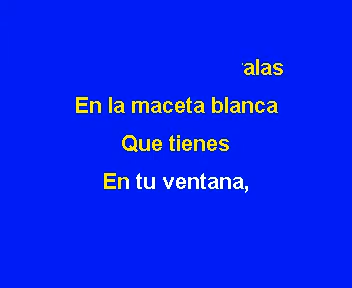 alas
En la maceta blanca
Que tienes
En tu ventana,